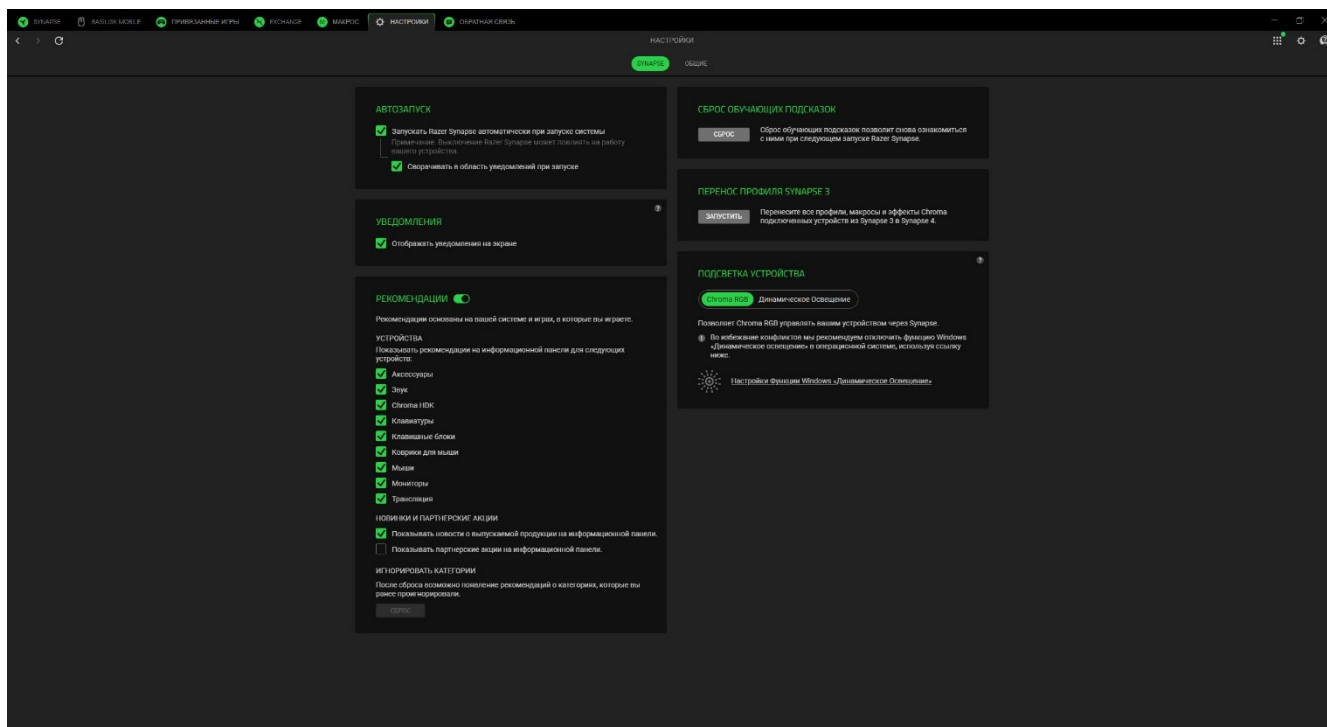 SYNAPSE
BASILISK MOBILE
ПРИВЯЗАННЫЕ ИГРЫ
EXCHANGE
МАКРОС
НАСТРОЙКИ
ОБРАТНАЯ СВЯЗЬ
НАСТРОЙКИ
SYNAPSE
ОБЩИЕ
АВТОЗАПУСК
Запускать Razer Synapse автоматически при запуске системы
Примечание. Выключение Razer Synapse может повлиять на работу
вашего устройства.
Сворачивать в область уведомлений при запуске
УВЕДОМЛЕНИЯ
Отображать уведомления на экране
РЕКОМЕНДАЦИИ
Рекомендации основаны на вашей системе и играх, в которые вы играете.
УСТРОЙСТВА
Показывать рекомендации на информационной панели для следующих
устройств:
Аксессуары
Звук
Chroma HDK
Клавиатуры
Клавишные блоки
Коврики для мыши
Мыши
Мониторы
Трансляция
НОВИНКИ И ПАРТНЕРСКИЕ АКЦИИ
Показывать новости о выпускаемой продукции на информационной панели.
Показывать партнерские акции на информационной панели.
ИГНОРИРОВАТЬ КАТЕГОРИИ
После сброса возможно появление рекомендаций о категориях, которые вы
ранее проигнорировали.
СБРОС
СБРОС ОБУЧАЮЩИХ ПОДСКАЗОК
СБРОС
Сброс обучающих подсказок позволит снова ознакомиться
с ними при следующем запуске Razer Synapse.
ПЕРЕНОС ПРОФИЛЯ SYNAPSE 3
ЗАПУСТИТЬ
Перенесите все профили, макросы и эффекты Chroma
подключенных устройств из Synapse 3 в Synapse 4.
ПОДСВЕТКА УСТРОЙСТВА
Chroma RGB
Динамическое Освещение
Позволяет Chroma RGB управлять вашим устройством через Synapse.
Во избежание конфликтов мы рекомендуем отключить функцию Windows
«Динамическое освещение» в операционной системе, используя ссылку
ниже.
Настройки Функции Windows «Динамическое Освещение»